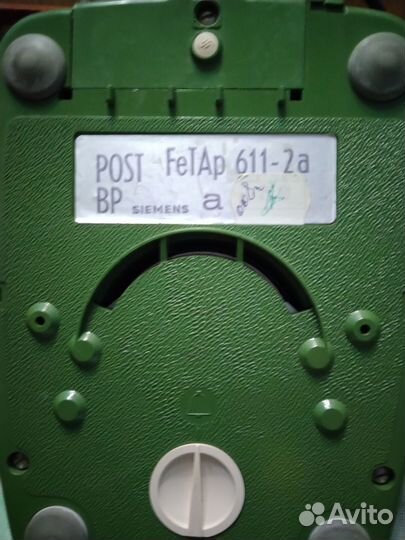 POST FeTAp 611-2a
BP SIEMENS a
Avito